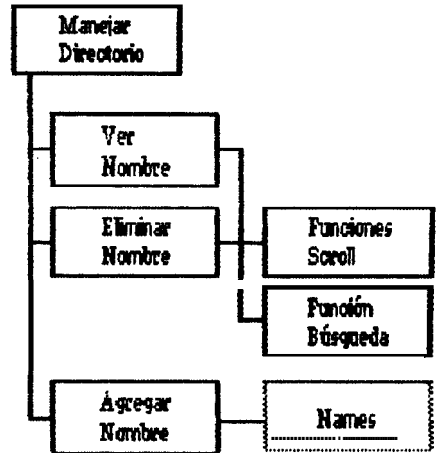 Manejar
Directorio
Ver
Nombre
Eliminar
Nombre
Funciones
Scroll
Función
Búsqueda
Agregar
Nombre
Names